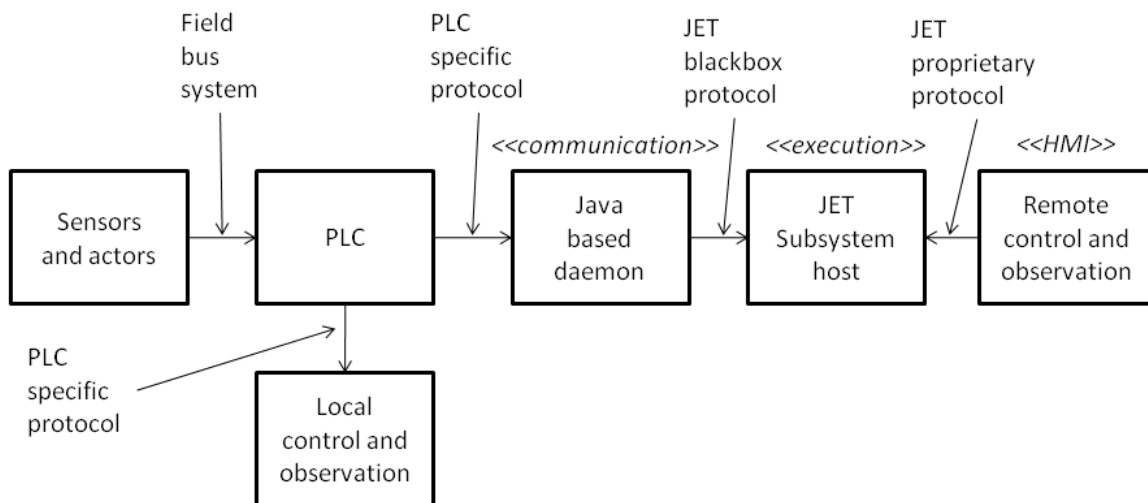 Field
bus
system
PLC
specific
protocol
JET
blackbox
protocol
JET
proprietary
protocol
<<communication>>
<<execution>>
<<HMI>>
Sensors
and actors
PLC
Java
based
daemon
JET
Subsystem
host
Remote
control and
observation
PLC
specific
protocol
Local
control and
observation